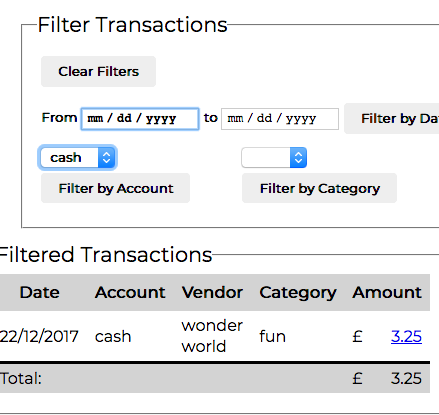 Filter Transactions
Clear Filters
From mm / dd / yyyy to mm / dd / yyyy Filter by Da
cash
Filter by Account Filter by Category
Filtered Transactions
Date Account Vendor Category Amount
22/12/2017 cash wonder world fun £ 3.25
Total: £ 3.25